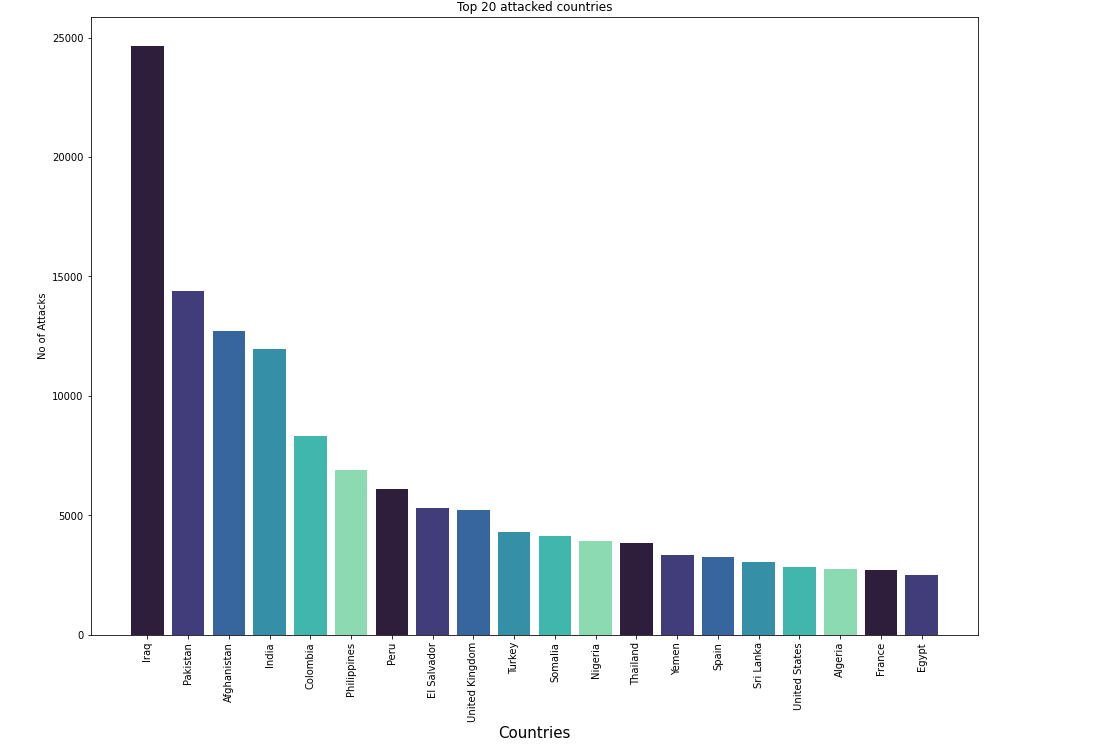 Top 20 attacked countries
25000
20000
15000
10000
5000
0
No of Attacks
Iraq
Pakistan
Afghanistan
India
Colombia
Philippines
Peru
El Salvador
United Kingdom
Turkey
Somalia
Nigeria
Thailand
Yemen
Spain
Sri Lanka
United States
Algeria
France
Egypt
Countries